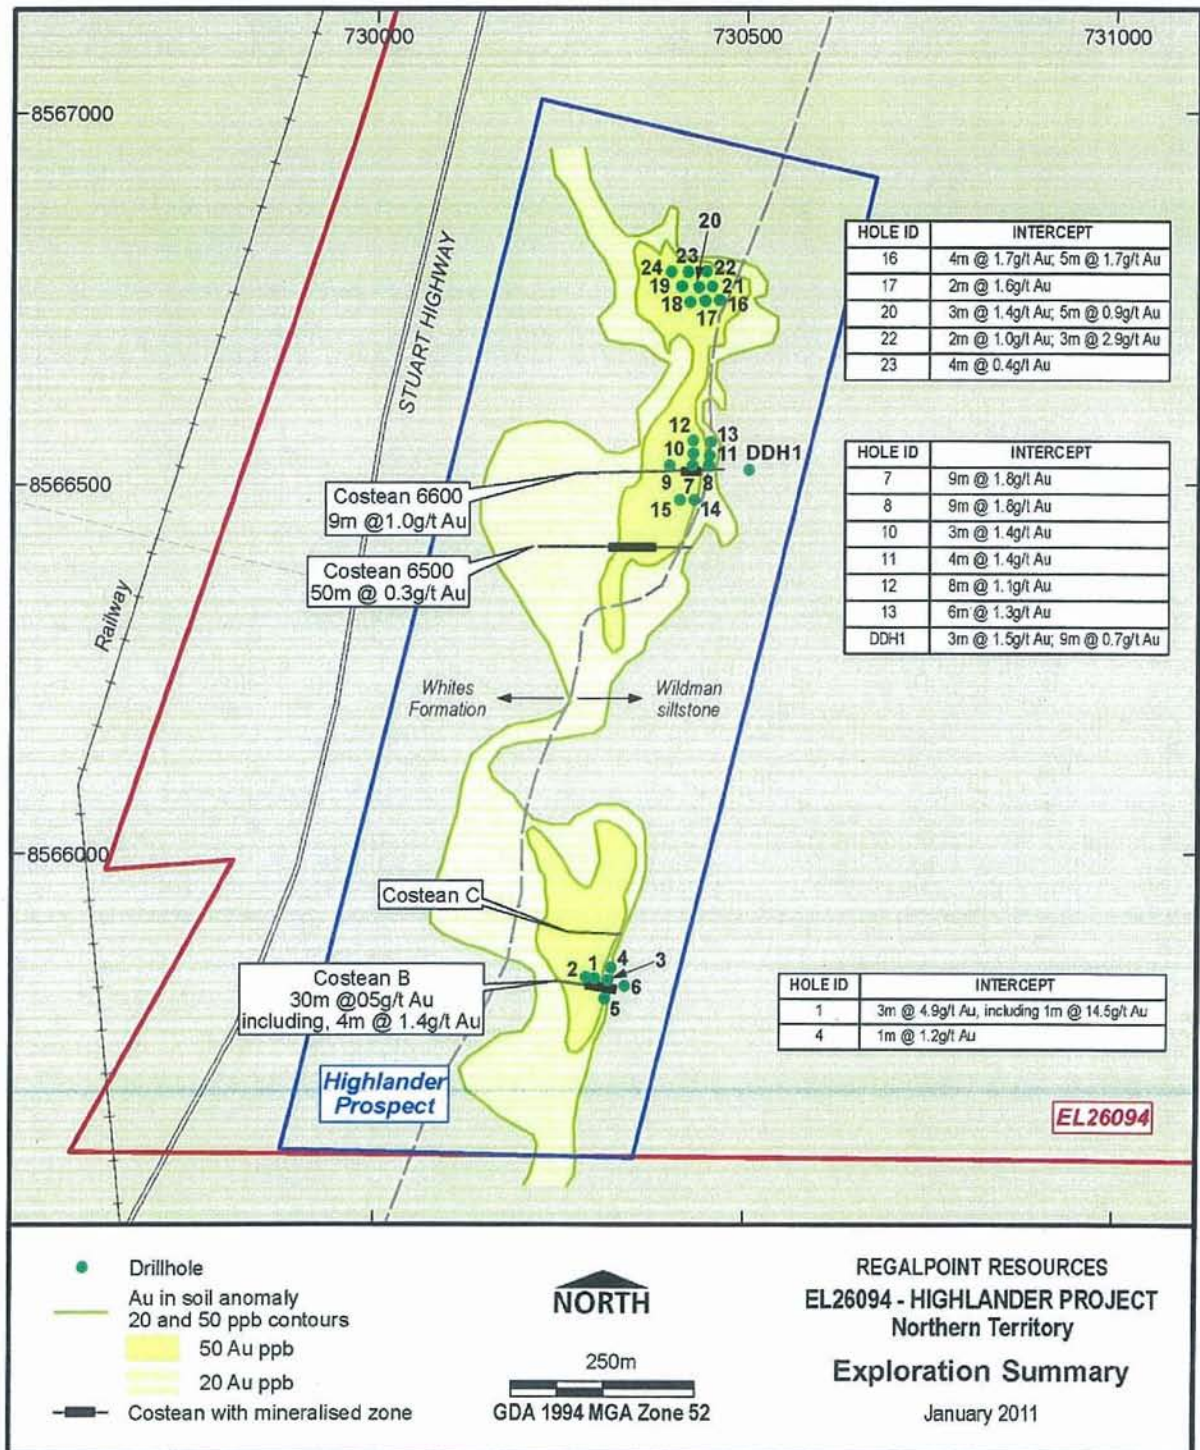 730000
730500
731000
8567000
8566500
8566000
STUART HIGHWAY
Railway
20
23
22
24
19
21
18
17
16
12
13
10
11
DDH1
9
7
8
15
14
Costean 6600
9m @1.0g/t Au
Costean 6500
50m @ 0.3g/t Au
Whites
Formation
Wildman
siltstone
Costean C
Costean B
30m @05g/t Au
including, 4m @ 1.4g/t Au
2
1
4
3
6
5
Highlander
Prospect
EL26094
HOLE ID INTERCEPT
16 4m @ 1.7g/t Au; 5m @ 1.7g/t Au
17 2m @ 1.6g/t Au
20 3m @ 1.4g/t Au; 5m @ 0.9g/t Au
22 2m @ 1.0g/t Au; 3m @ 2.9g/t Au
23 4m @ 0.4g/t Au
HOLE ID INTERCEPT
7 9m @ 1.8g/t Au
8 9m @ 1.8g/t Au
10 3m @ 1.4g/t Au
11 4m @ 1.4g/t Au
12 8m @ 1.1g/t Au
13 6m @ 1.3g/t Au
DDH1 3m @ 1.5g/t Au; 9m @ 0.7g/t Au
HOLE ID INTERCEPT
1 3m @ 4.9g/t Au, including 1m @ 14.5g/t Au
4 1m @ 1.2g/t Au
Drillhole
Au in soil anomaly
20 and 50 ppb contours
50 Au ppb
20 Au ppb
Costean with mineralised zone
NORTH
250m
GDA 1994 MGA Zone 52
REGALPOINT RESOURCES
EL26094 - HIGHLANDER PROJECT
Northern Territory
Exploration Summary
January 2011